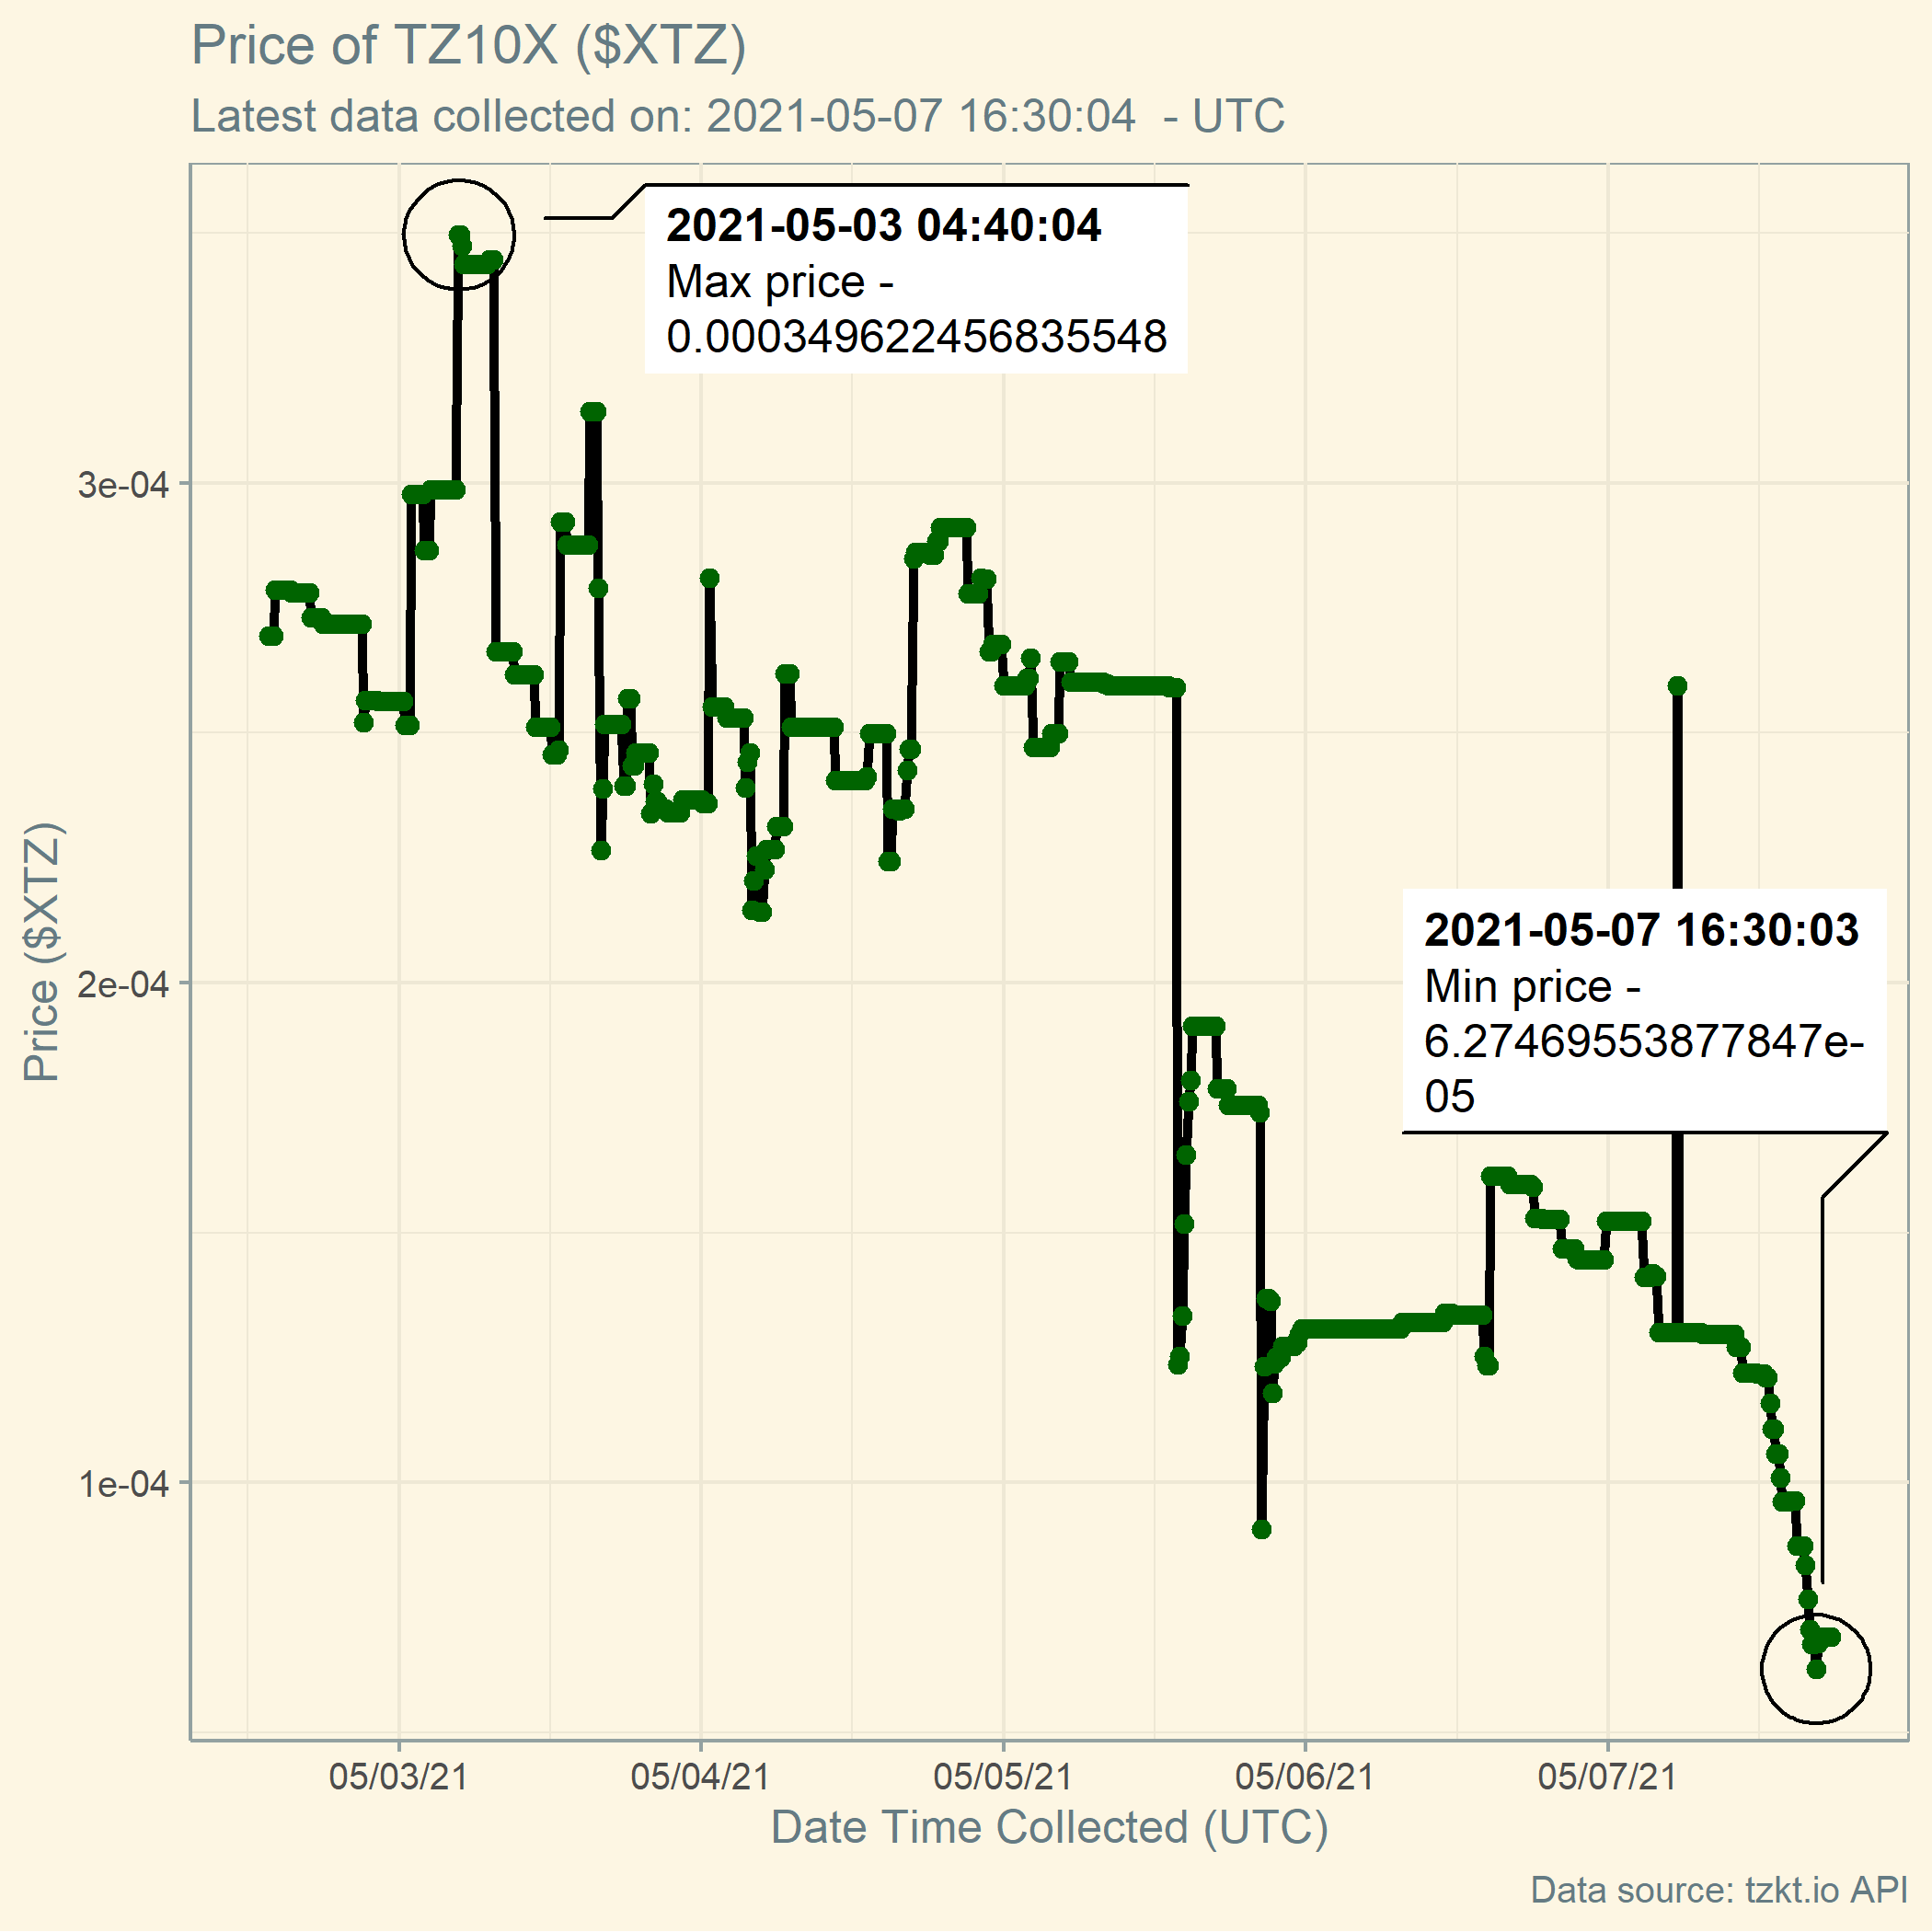 Price of TZ10X ($XTZ)
Latest data collected on: 2021-05-07 16:30:04  - UTC
2021-05-03 04:40:04
Max price -
0.000349622456835548
3e-04
2e-04
1e-04
Price ($XTZ)
2021-05-07 16:30:03
Min price -
6.27469553877847e-
05
05/03/21
05/04/21
05/05/21
05/06/21
05/07/21
Date Time Collected (UTC)
Data source: tzkt.io API